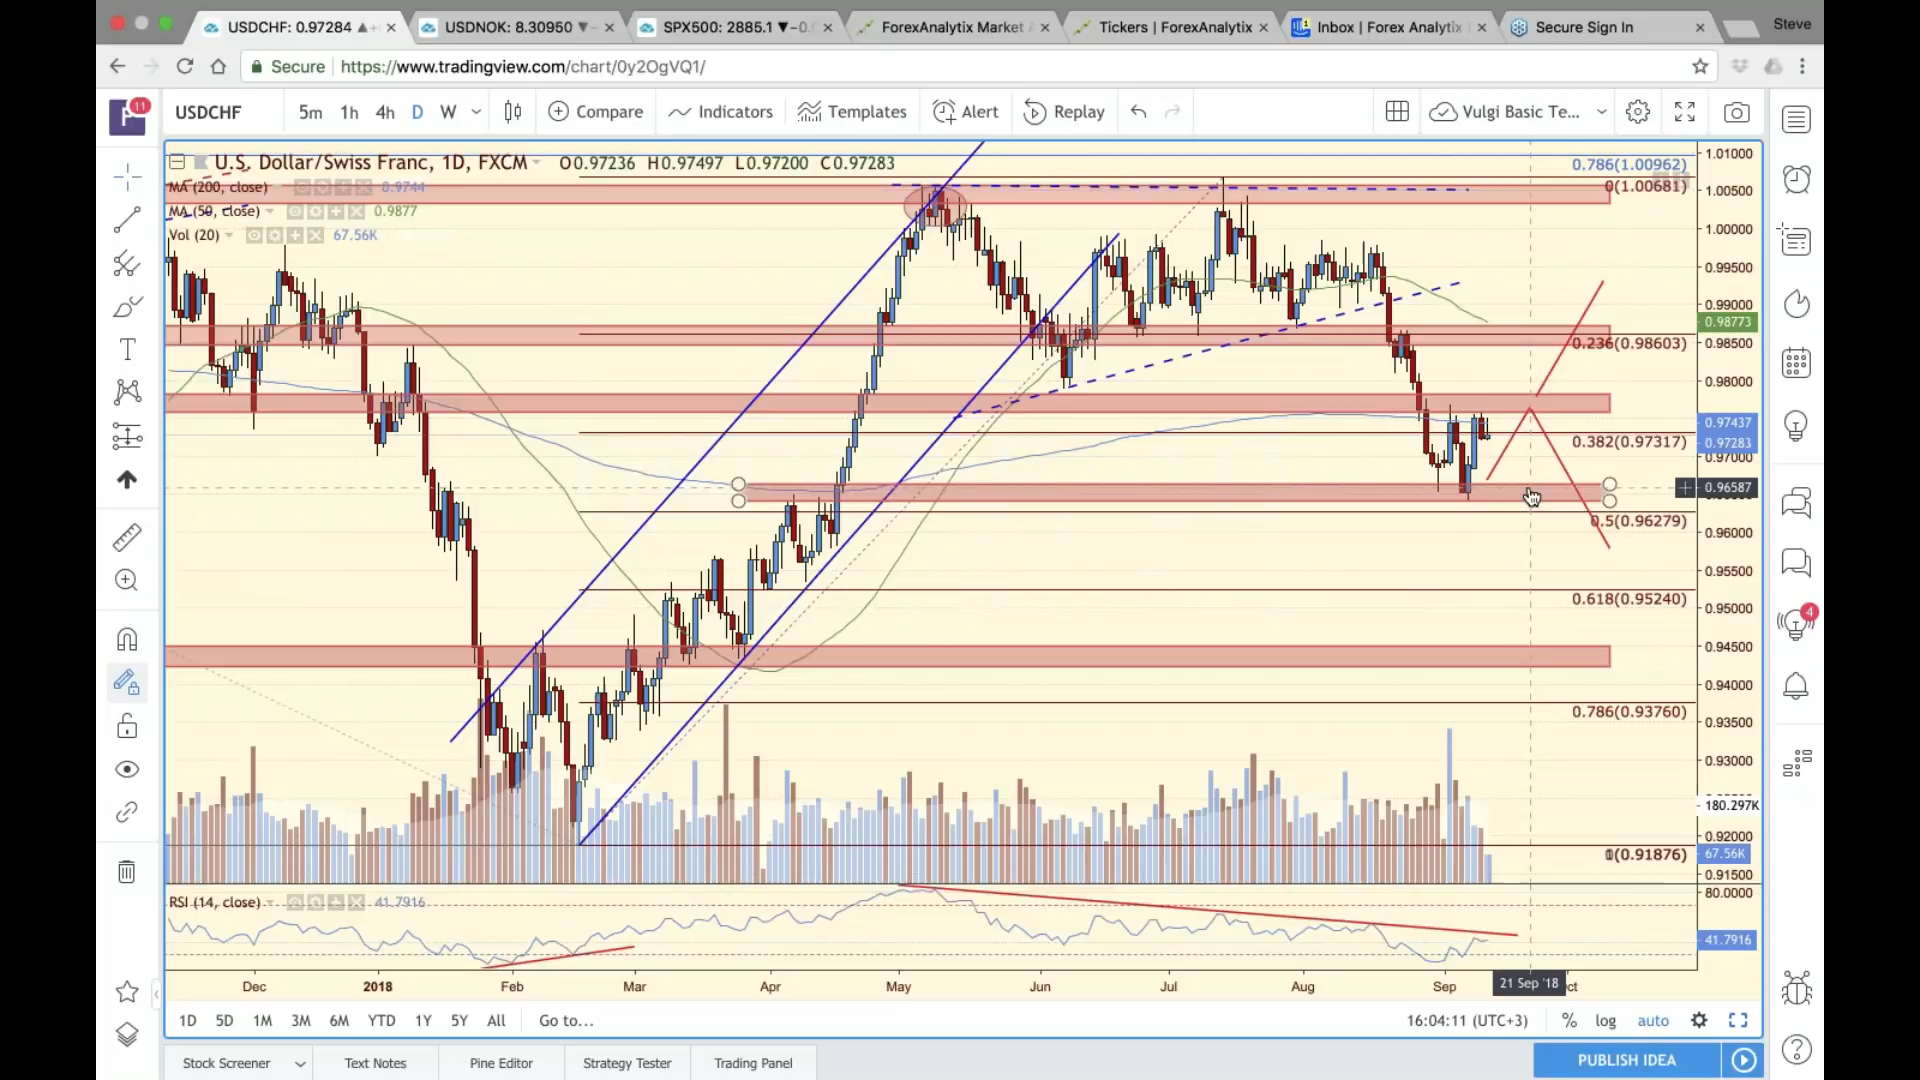 USDCHF: 0.97284 ▲+
USDNOK: 8.30950 ▼−
SPX500: 2885.1 ▼−0.
ForexAnalytix Market
Tickers | ForexAnalytix
Inbox | Forex Analytix
Secure Sign In
Steve
Secure
https://www.tradingview.com/chart/0y2OgVQ1/
11
USDCHF
5m 1h 4h D W
Compare
Indicators
Templates
Alert
Replay
Vulgi Basic Te...
U.S. Dollar/Swiss Franc, 1D, FXCM
O0.97236 H0.97497 L0.97200 C0.97283
MA (200, close) 0.9744
MA (50, close) 0.9877
Vol (20) 67.56K
0.786(1.00962)
0(1.00681)
0.236(0.98603)
0.382(0.97317)
0.5(0.96279)
0.618(0.95240)
0.786(0.93760)
(0.91876)
1.01000
1.00500
1.00000
0.99500
0.99000
0.98773
0.98500
0.98000
0.97437
0.97283
0.97000
0.96587
0.96000
0.95500
0.95000
0.94500
0.94000
0.93500
0.93000
180.297K
0.92000
67.56K
0.91500
80.0000
41.7916
4
RSI (14, close) 41.7916
Dec 2018 Feb Mar Apr May Jun Jul Aug Sep 21 Sep '18 ct
1D 5D 1M 3M 6M YTD 1Y 5Y All Go to...
16:04:11 (UTC+3) % log auto
Stock Screener
Text Notes
Pine Editor
Strategy Tester
Trading Panel
PUBLISH IDEA